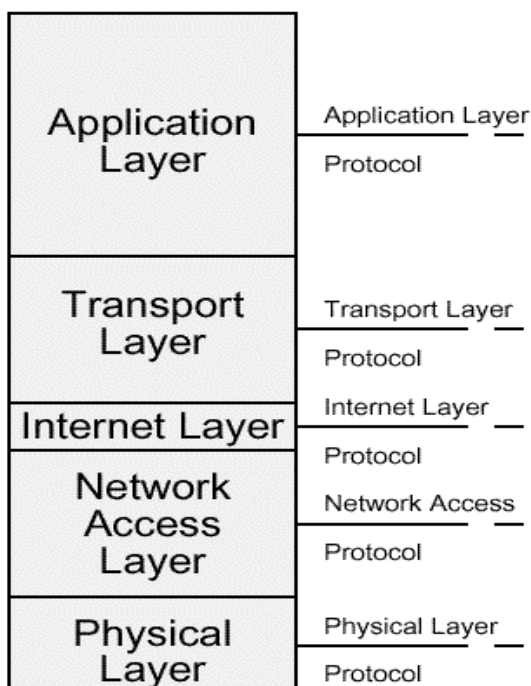 Application
Layer
Application Layer
Protocol
Transport
Layer
Transport Layer
Protocol
Internet Layer
Internet Layer
Protocol
Network
Access
Layer
Network Access
Protocol
Physical
Layer
Physical Layer
Protocol